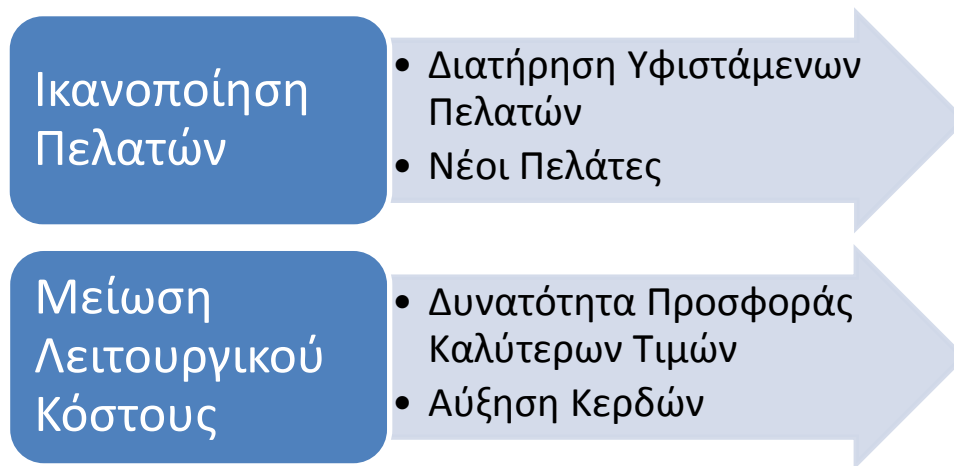 Ικανοποίηση
Πελατών
• Διατήρηση Υφιστάμενων
Πελατών
• Νέοι Πελάτες
Μείωση
Λειτουργικού
Κόστους
• Δυνατότητα Προσφοράς
Καλύτερων Τιμών
• Αύξηση Κερδών